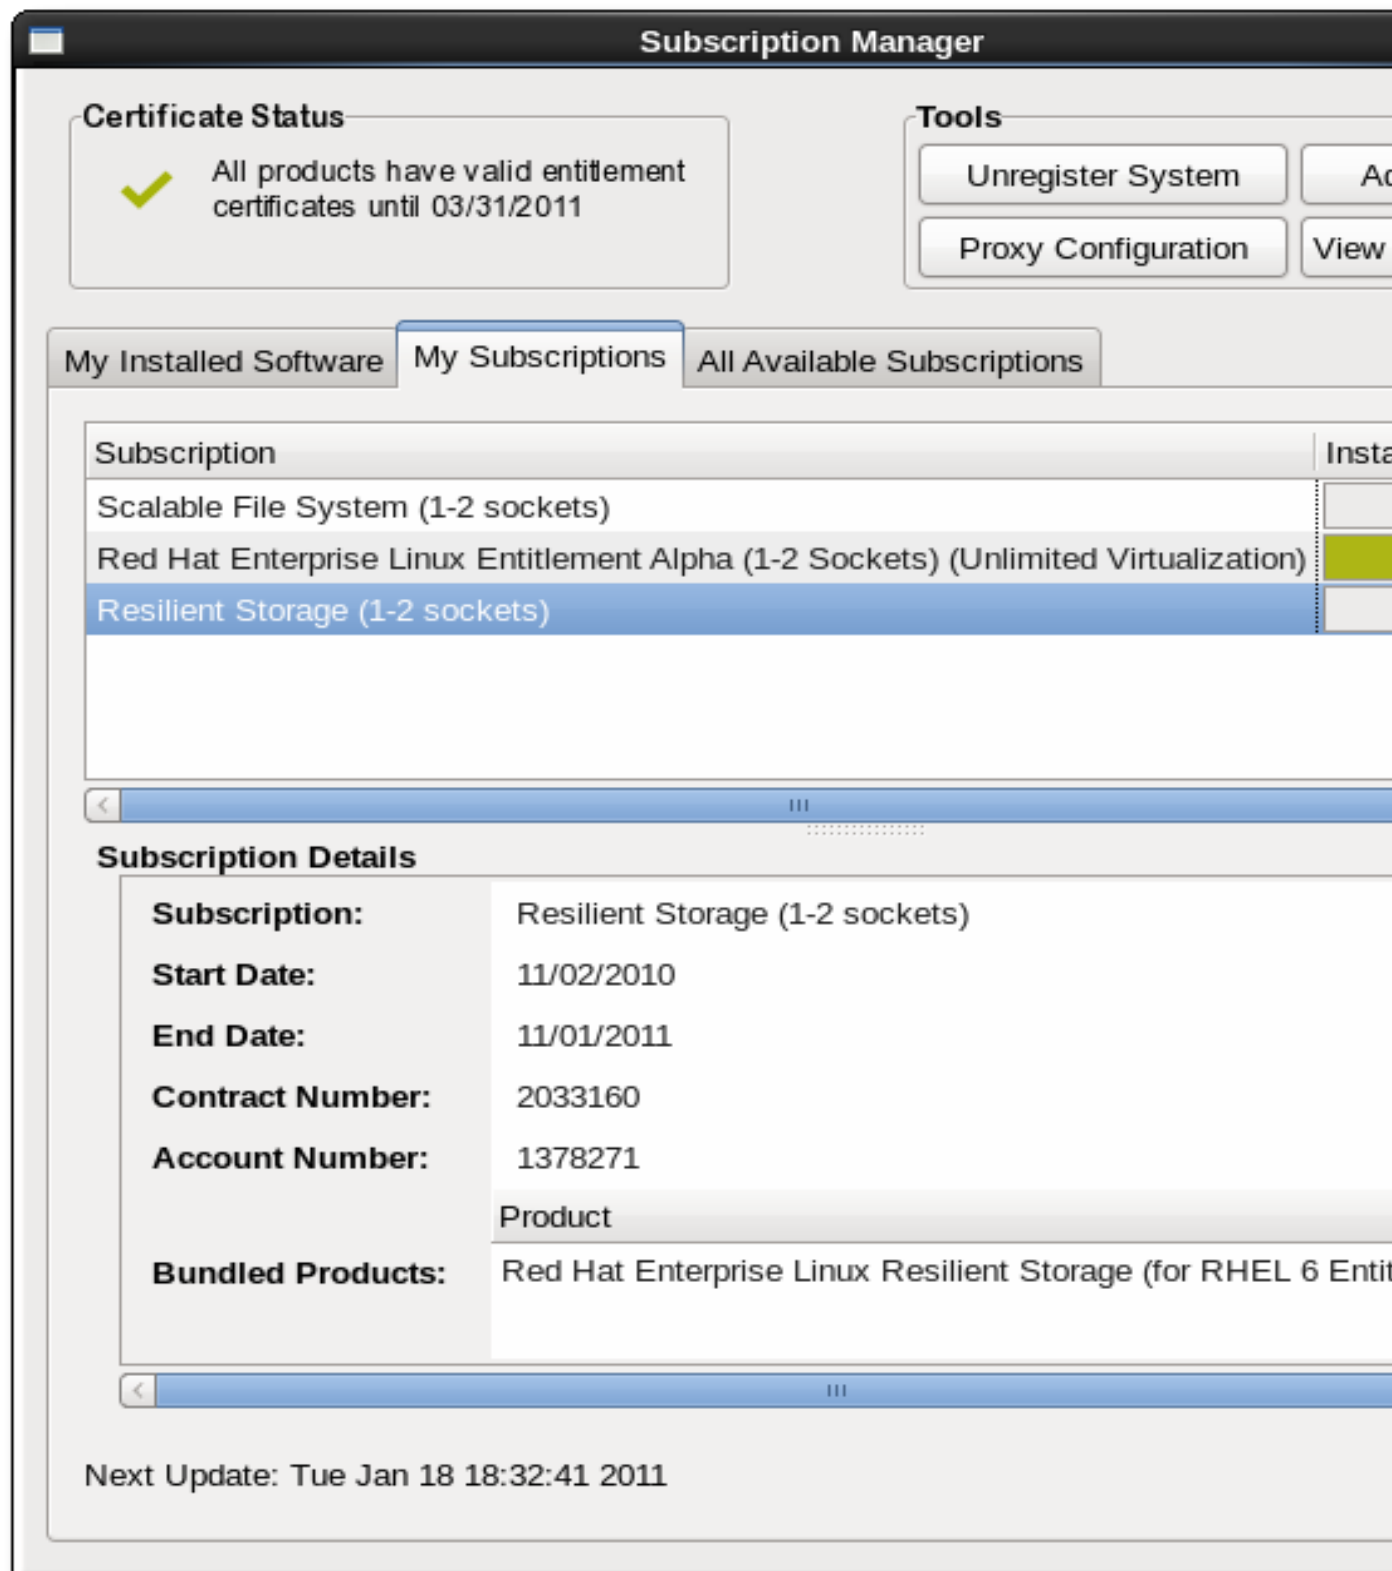 Subscription Manager
Certificate Status
All products have valid entitlement
certificates until 03/31/2011
Tools
Unregister System
Proxy Configuration
View
My Installed Software
My Subscriptions
All Available Subscriptions
Subscription
Scalable File System (1-2 sockets)
Red Hat Enterprise Linux Entitlement Alpha (1-2 Sockets) (Unlimited Virtualization)
Resilient Storage (1-2 sockets)
Subscription Details
Subscription: Resilient Storage (1-2 sockets)
Start Date: 11/02/2010
End Date: 11/01/2011
Contract Number: 2033160
Account Number: 1378271
Product
Bundled Products: Red Hat Enterprise Linux Resilient Storage (for RHEL 6
Next Update: Tue Jan 18 18:32:41 2011